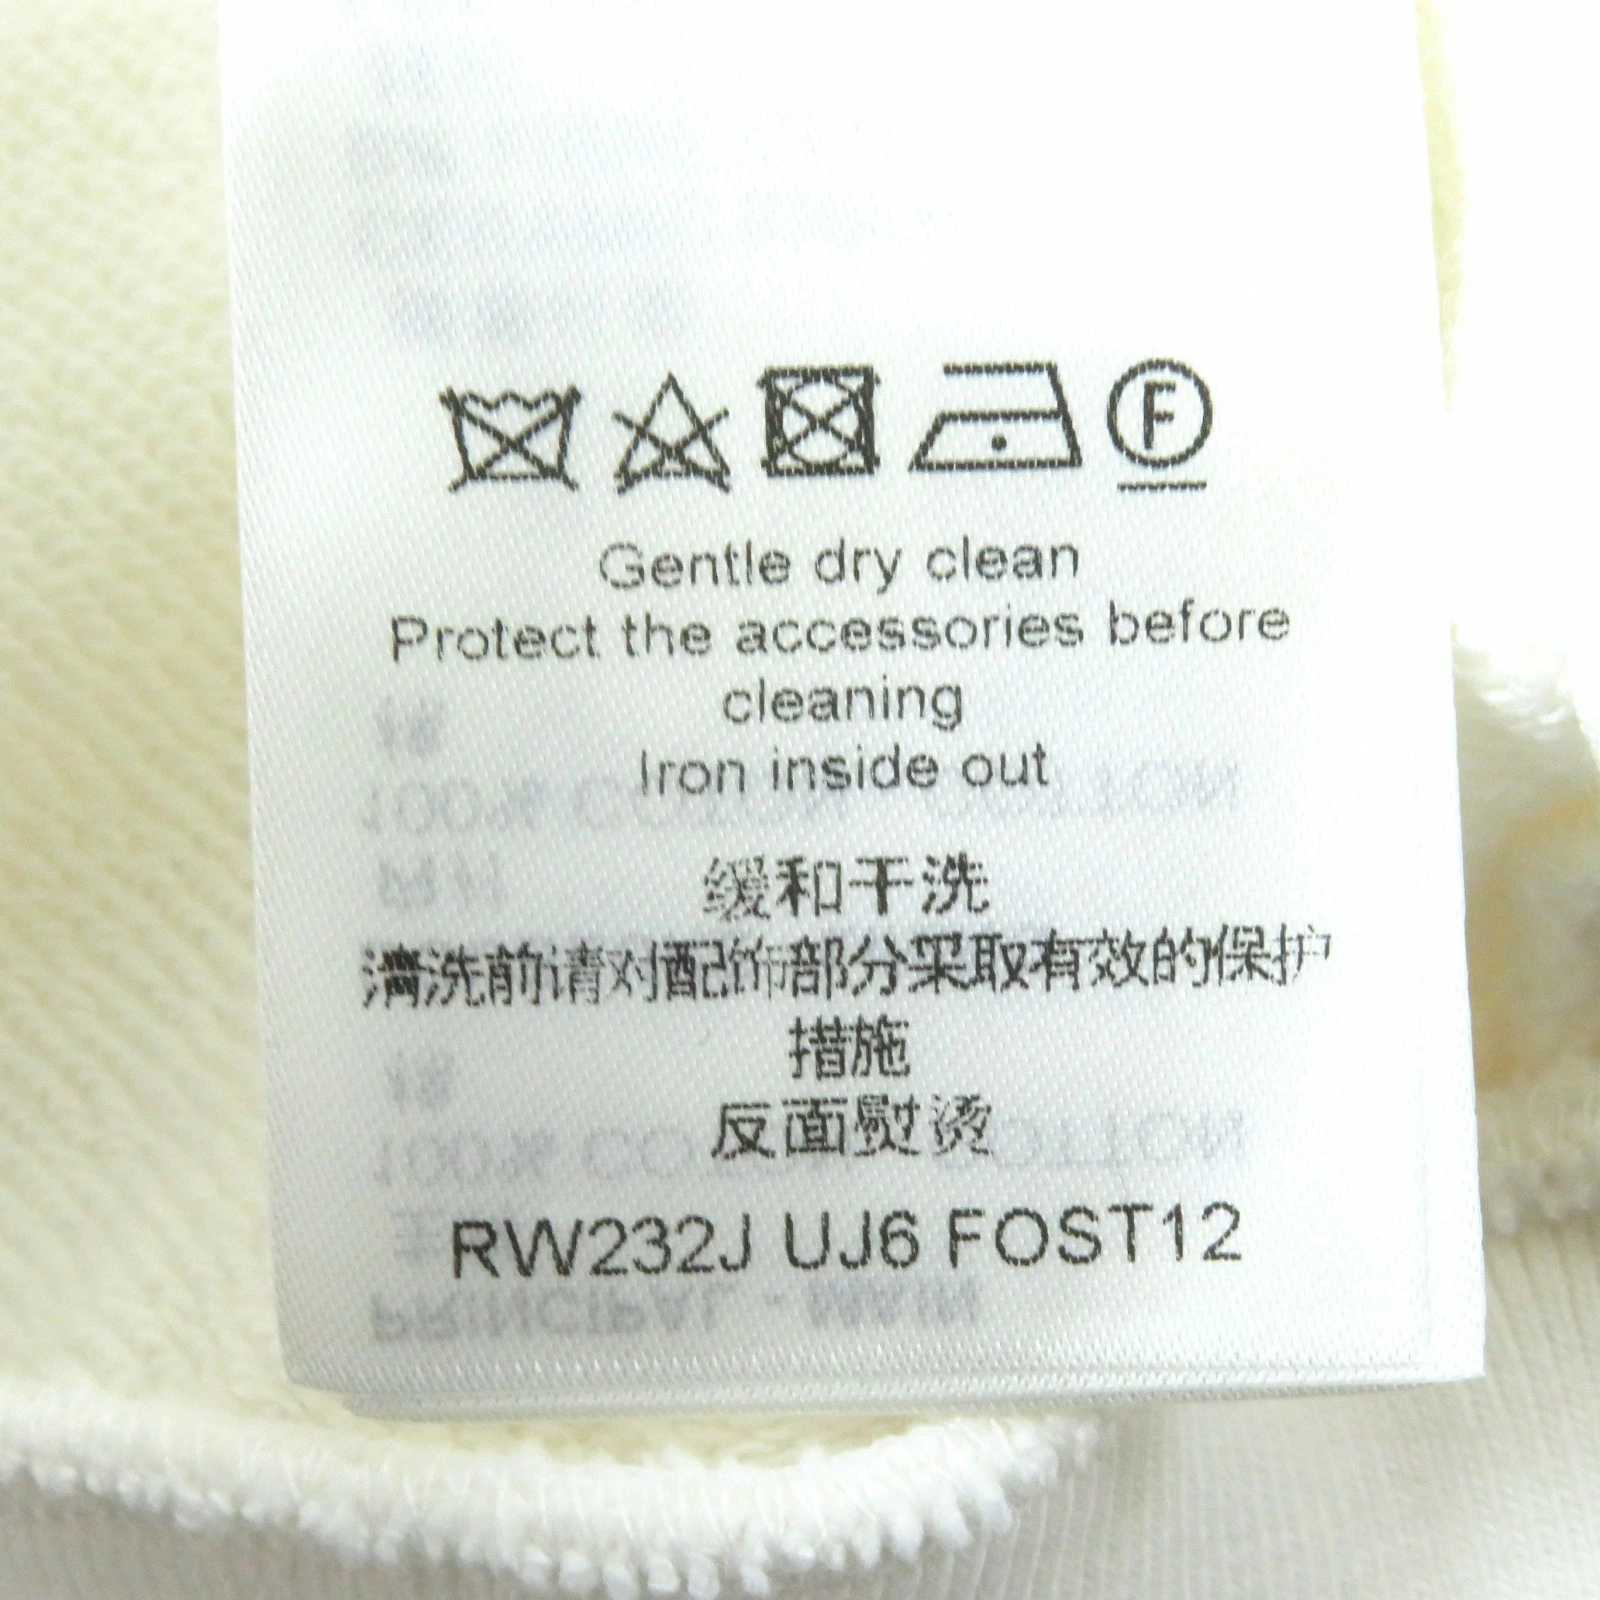 F
Gentle dry clean
Protect the accessories before
cleaning
Iron inside out
缓和干洗
清洗前请对配饰部分采取有效的保护
措施
反面熨烫
RW232J UJ6 FOST12